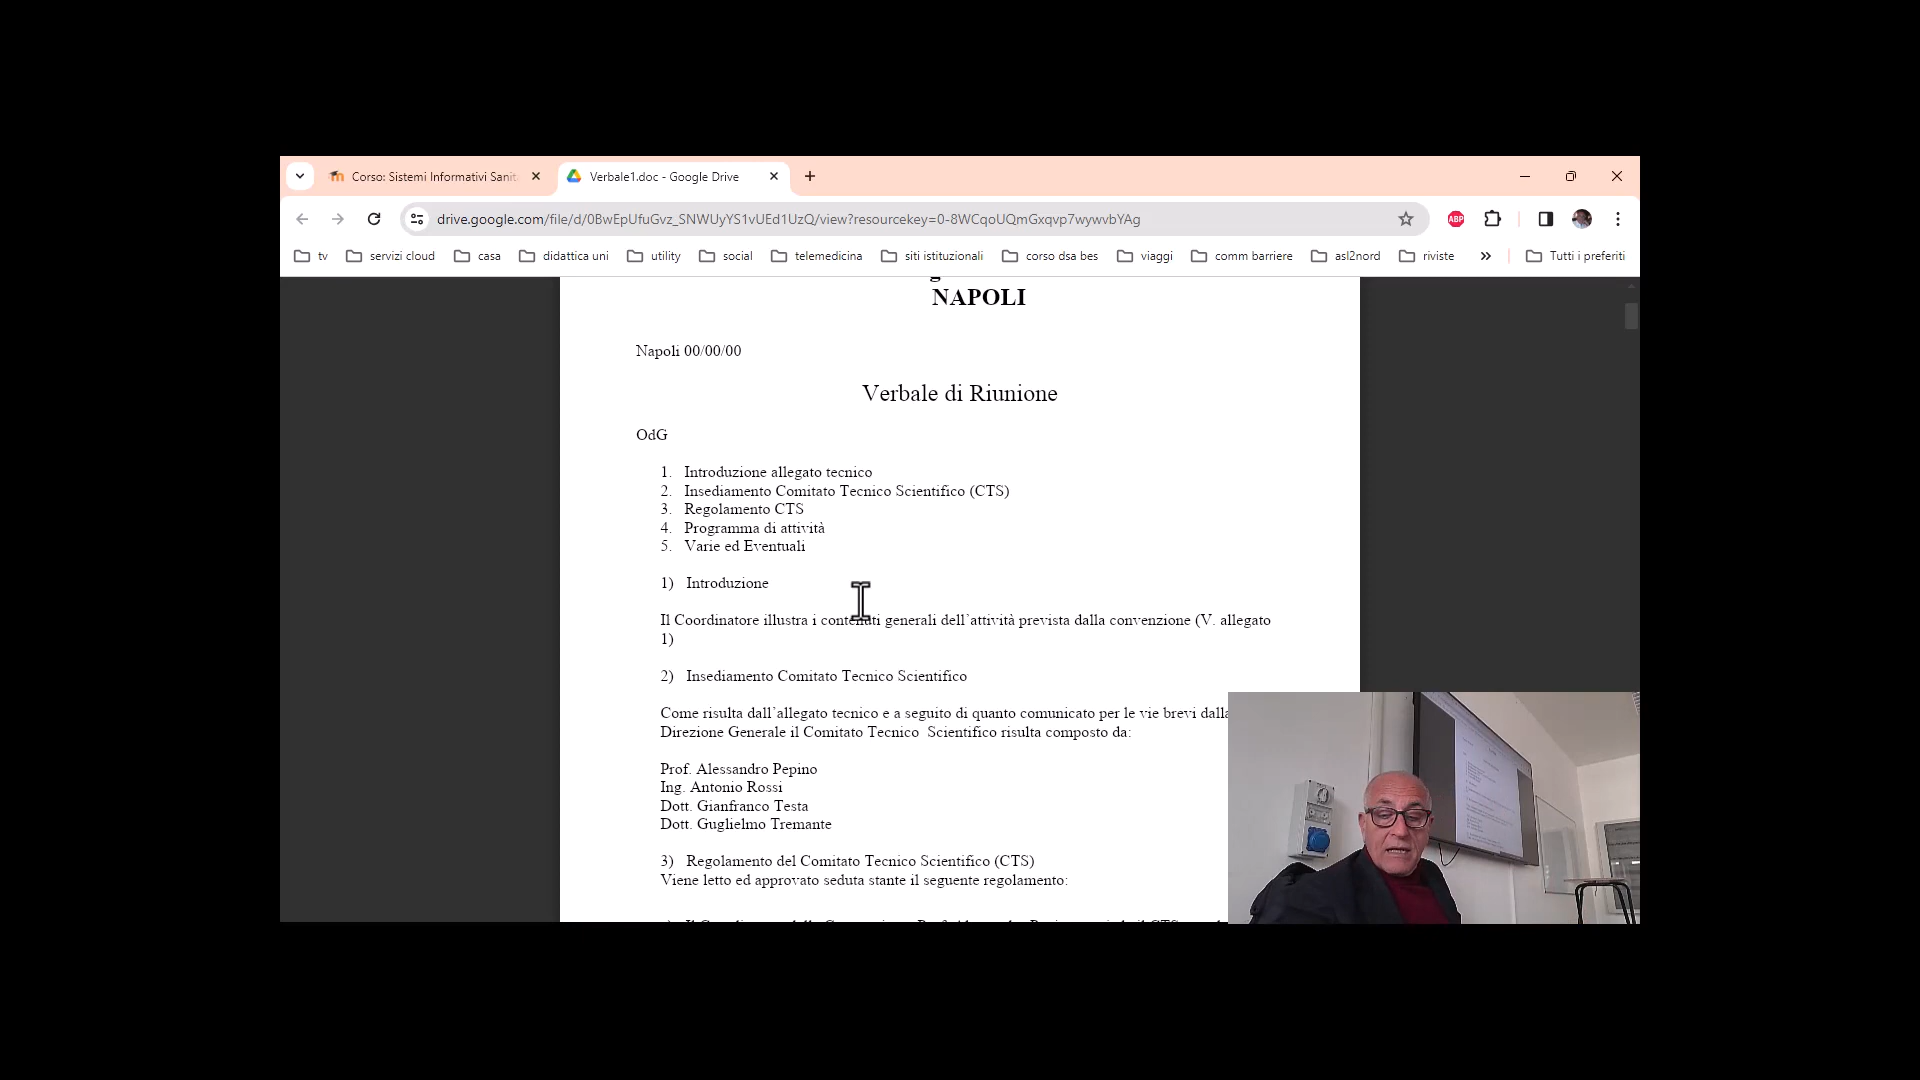 Corso: Sistemi Informativi Sanit
Verbale1.doc - Google Drive
drive.google.com/file/d/0BwEpUfuGvz_SNWUyYS1vUEd1UzQ/view?resourcekey=0-8WCqoUQmGxqvp7wywvbYAg
ABP
tv servizi cloud casa didattica uni utility social telemedicina siti istituzionali corso dsa bes viaggi comm barriere asl2nord riviste » Tutti i preferiti
NAPOLI
Napoli 00/00/00
Verbale di Riunione
OdG
1. Introduzione allegato tecnico
2. Insediamento Comitato Tecnico Scientifico (CTS)
3. Regolamento CTS
4. Programma di attività
5. Varie ed Eventuali
1) Introduzione
Il Coordinatore illustra i contenuti generali dell'attività prevista dalla convenzione (V. allegato
1)
2) Insediamento Comitato Tecnico Scientifico
Come risulta dall'allegato tecnico e a seguito di quanto comunicato per le vie brevi dalla
Direzione Generale il Comitato Tecnico Scientifico risulta composto da:
Prof. Alessandro Pepino
Ing. Antonio Rossi
Dott. Gianfranco Testa
Dott. Guglielmo Tremante
3) Regolamento del Comitato Tecnico Scientifico (CTS)
Viene letto ed approvato seduta stante il seguente regolamento: